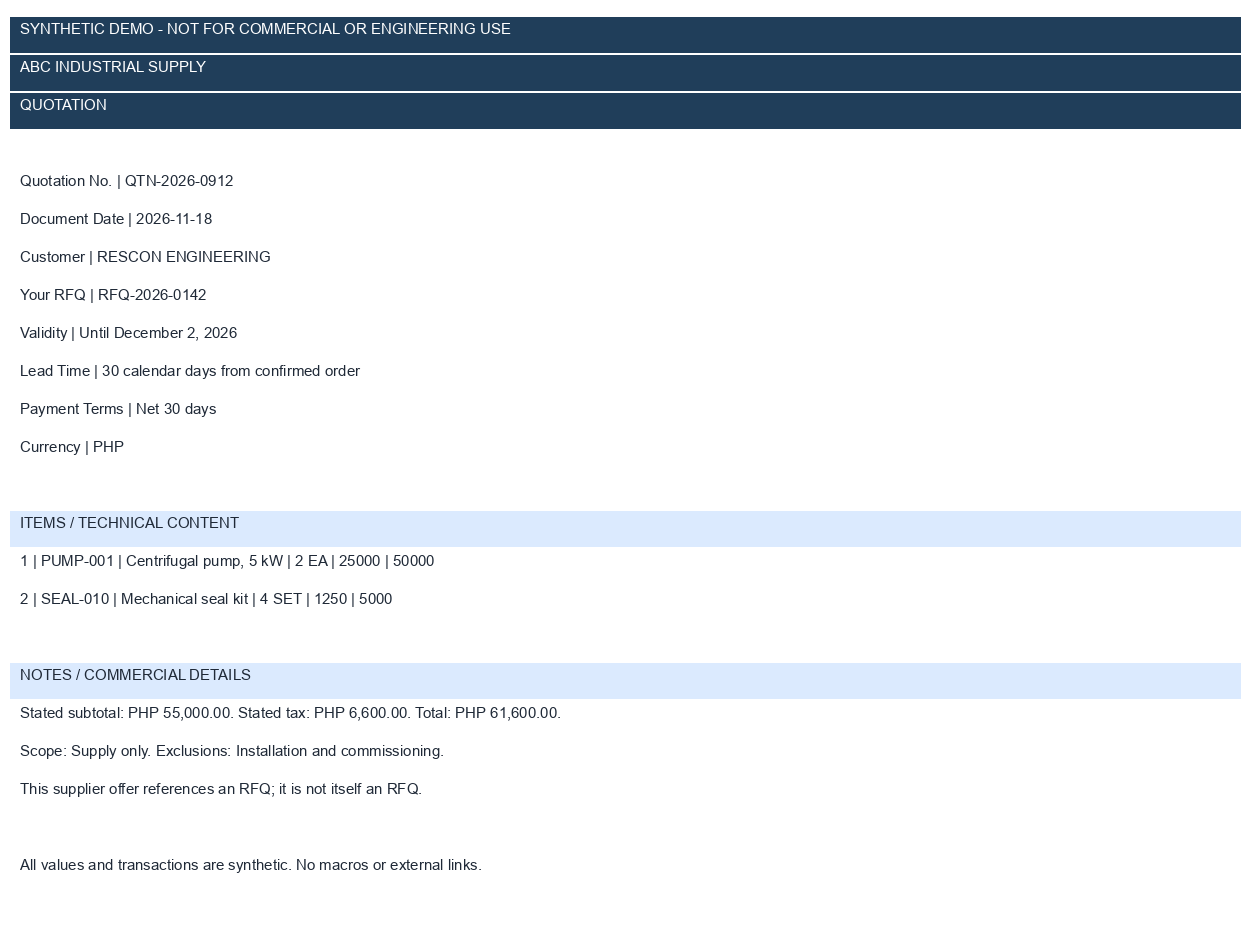 SYNTHETIC DEMO - NOT FOR COMMERCIAL OR ENGINEERING USE
ABC INDUSTRIAL SUPPLY
QUOTATION
Quotation No. | QTN-2026-0912
Document Date | 2026-11-18
Customer | RESCON ENGINEERING
Your RFQ | RFQ-2026-0142
Validity | Until December 2, 2026
Lead Time | 30 calendar days from confirmed order
Payment Terms | Net 30 days
Currency | PHP
ITEMS / TECHNICAL CONTENT
1 | PUMP-001 | Centrifugal pump, 5 kW | 2 EA | 25000 | 50000
2 | SEAL-010 | Mechanical seal kit | 4 SET | 1250 | 5000
NOTES / COMMERCIAL DETAILS
Stated subtotal: PHP 55,000.00. Stated tax: PHP 6,600.00. Total: PHP 61,600.00.
Scope: Supply only. Exclusions: Installation and commissioning.
This supplier offer references an RFQ; it is not itself an RFQ.
All values and transactions are synthetic. No macros or external links.